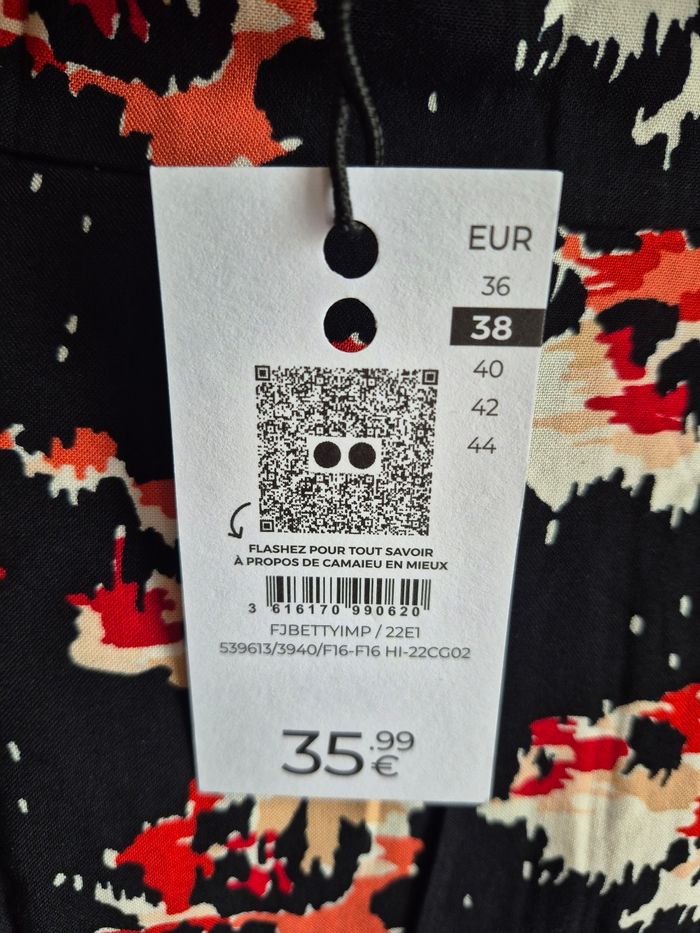 EUR
36
38
40
42
44
FLASHEZ POUR TOUT SAVOIR
À PROPOS DE CAMAIEU EN MIEUX
3 616170 990620
FJBETTYIMP / 22E1
539613/3940/F16-F16 HI-22CG02
35.99
€